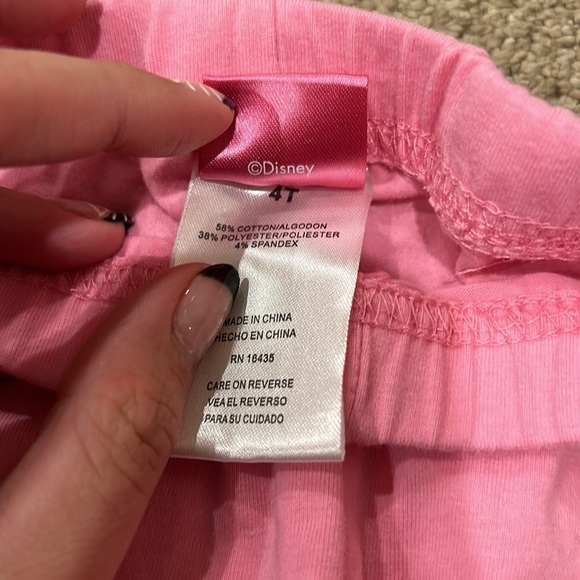 ©Disney
4T
58% COTTON/ALGODON
38% POLYESTER/POLIESTER
4% SPANDEX
MADE IN CHINA
HECHO EN CHINA
RN 16435
CARE ON REVERSE
VEA EL REVERSO
PARA SU CUIDADO